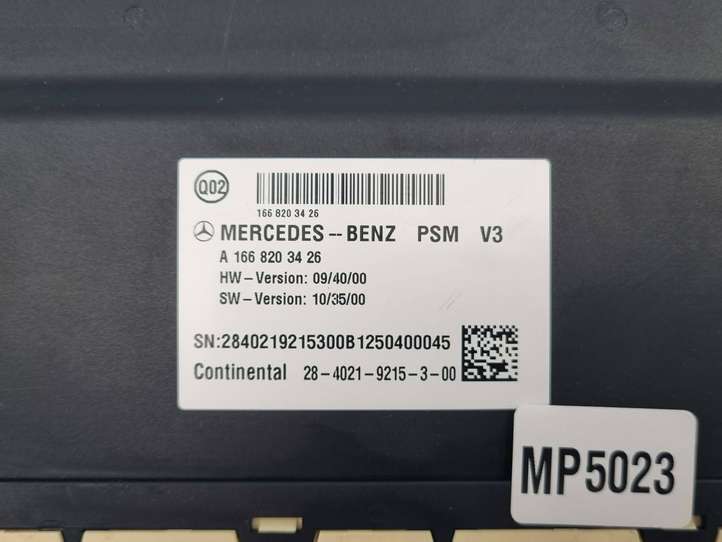 Q02
166 820 34 26
MERCEDES--BENZ PSM V3
A 166 820 34 26
HW-Version: 09/40/00
SW-Version: 10/35/00
SN:2840219215300B1250400045
Continental 28-4021-9215-3-00
MP5023